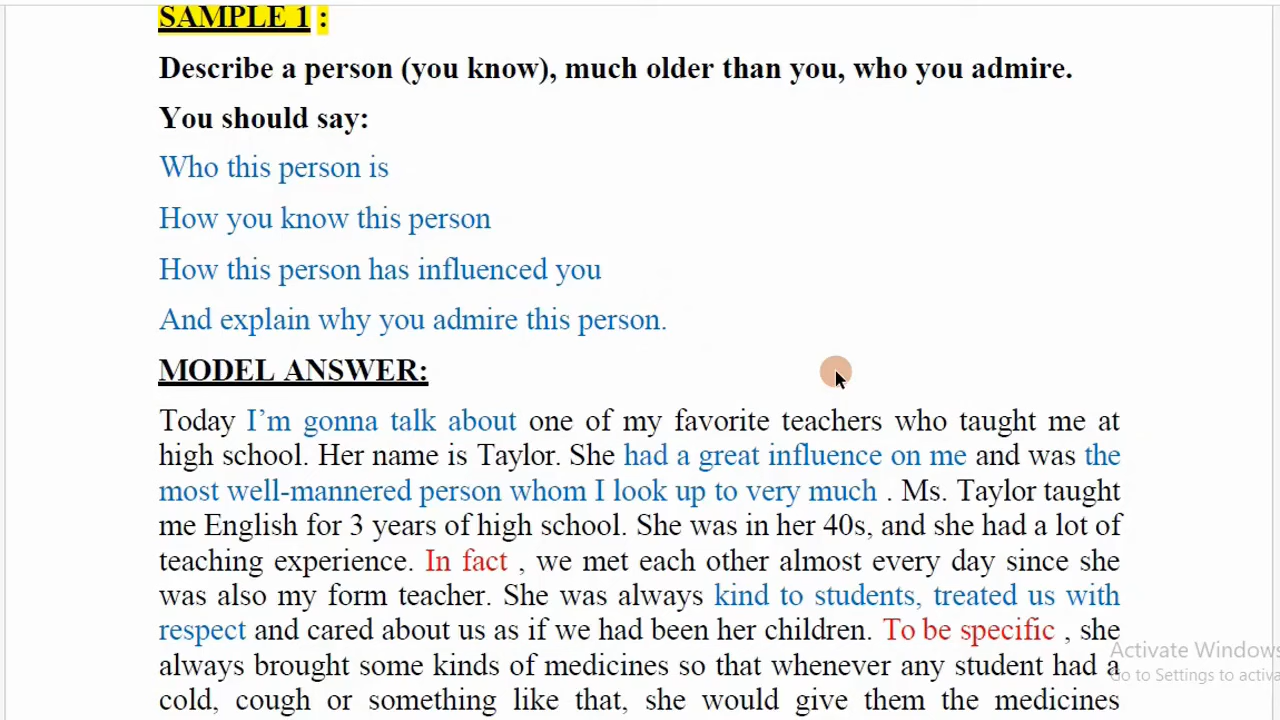 SAMPLE 1 :
Describe a person (you know), much older than you, who you admire.
You should say:
Who this person is
How you know this person
How this person has influenced you
And explain why you admire this person.
MODEL ANSWER:
Today I’m gonna talk about one of my favorite teachers who taught me at
high school. Her name is Taylor. She had a great influence on me and was the
most well-mannered person whom I look up to very much . Ms. Taylor taught
me English for 3 years of high school. She was in her 40s, and she had a lot of
teaching experience. In fact , we met each other almost every day since she
was also my form teacher. She was always kind to students, treated us with
respect and cared about us as if we had been her children. To be specific , she
always brought some kinds of medicines so that whenever any student had a
cold, cough or something like that, she would give them the medicines
Activate Windows
Go to Settings to activa